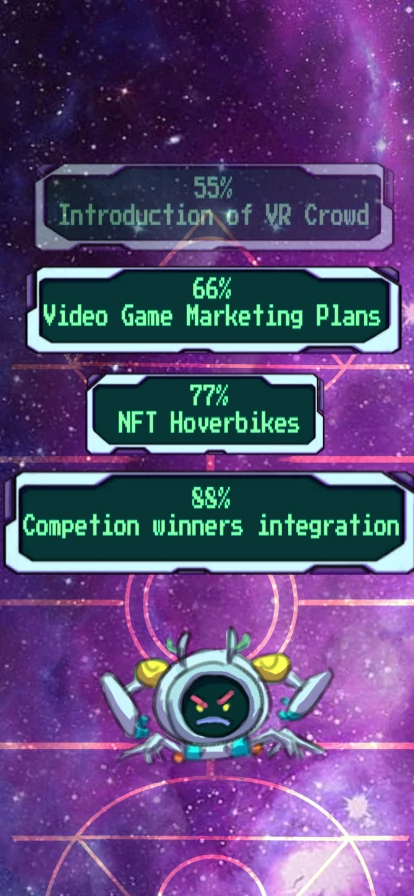 55%
Introduction of VR Crowd
66%
Video Game Marketing Plans
77%
NFT Hoverbikes
88%
Competion winners integration